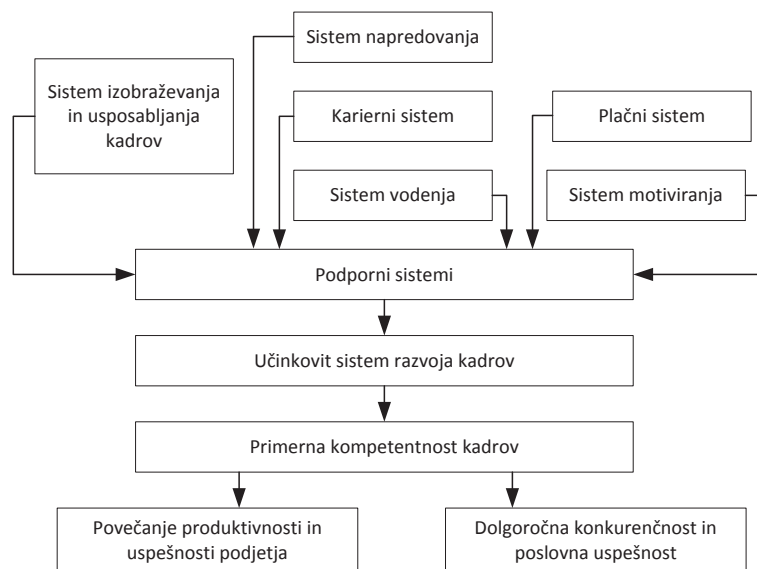 Sistem napredovanja
Sistem izobraževanja
in usposabljanja
kadrov
Karierni sistem
Plačni sistem
Sistem vodenja
Sistem motiviranja
Podporni sistemi
Učinkovit sistem razvoja kadrov
Primerna kompetentnost kadrov
Povečanje produktivnosti in
uspešnosti podjetja
Dolgoročna konkurenčnost in
poslovna uspešnost